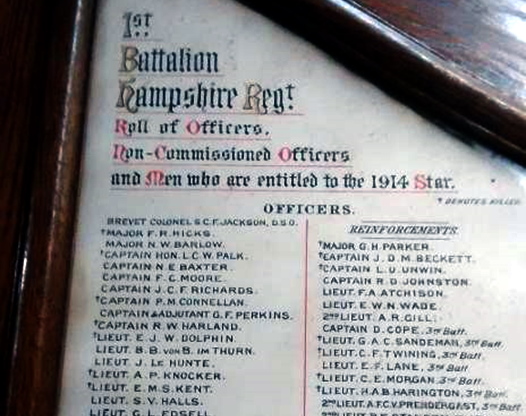 1st
Battalion
Hampshire Regt
Roll of Officers,
Non-Commissioned Officers
and Men who are entitled to the 1914 Star.
† DENOTES KILLED
OFFICERS.
BREVET COLONEL S.C.F. JACKSON, D.S.O.
†MAJOR F.R. HICKS.
MAJOR N.W. BARLOW.
†CAPTAIN HON. L.C.W. PALK.
CAPTAIN N.E. BAXTER.
CAPTAIN F.C. MOORE.
CAPTAIN J.C.F. RICHARDS.
†CAPTAIN P.M. CONNELLAN.
CAPTAIN & ADJUTANT G.F. PERKINS.
†CAPTAIN R.W. HARLAND.
†LIEUT. E.J.W. DOLPHIN.
LIEUT. B.B. VON B. IM THURN.
LIEUT. J. LE HUNTE.
†LIEUT. A.P. KNOCKER.
†LIEUT. E.M.S. KENT.
LIEUT. S.V. HALLS.
LIEUT. G.L. EDSELL
REINFORCEMENTS.
†MAJOR G.H. PARKER.
†CAPTAIN J.D.M. BECKETT.
†CAPTAIN L.U. UNWIN.
CAPTAIN R.D. JOHNSTON.
LIEUT. F.A. ATCHISON.
LIEUT. E.W.N. WADE.
2ND LIEUT. A.R. GILL.
CAPTAIN D. COPE, 3rd Batt.
†LIEUT. G.A.C. SANDEMAN, 3rd Batt.
†LIEUT. C.F. TWINING, 3rd Batt.
LIEUT. E.F. LANE, 3rd Batt
†LIEUT. C.E. MORGAN, 3rd Batt.
†LIEUT. H.A.B. HARINGTON, 3rd Batt.
2ND LIEUT. A.F.C.V. PRENDERGAST, 3rd Batt